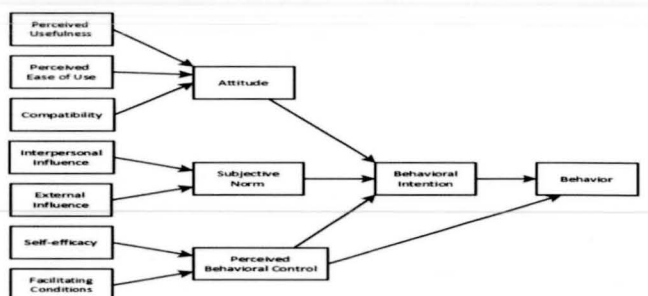 Perceived
Usefulness
Perceived
Ease of Use
Attitude
Compatibility
Interpersonal
Influence
Subjective
Norm
Behavioral
Intention
Behavior
External
Influence
Self-efficacy
Perceived
Behavioral Control
Facilitating
Conditions